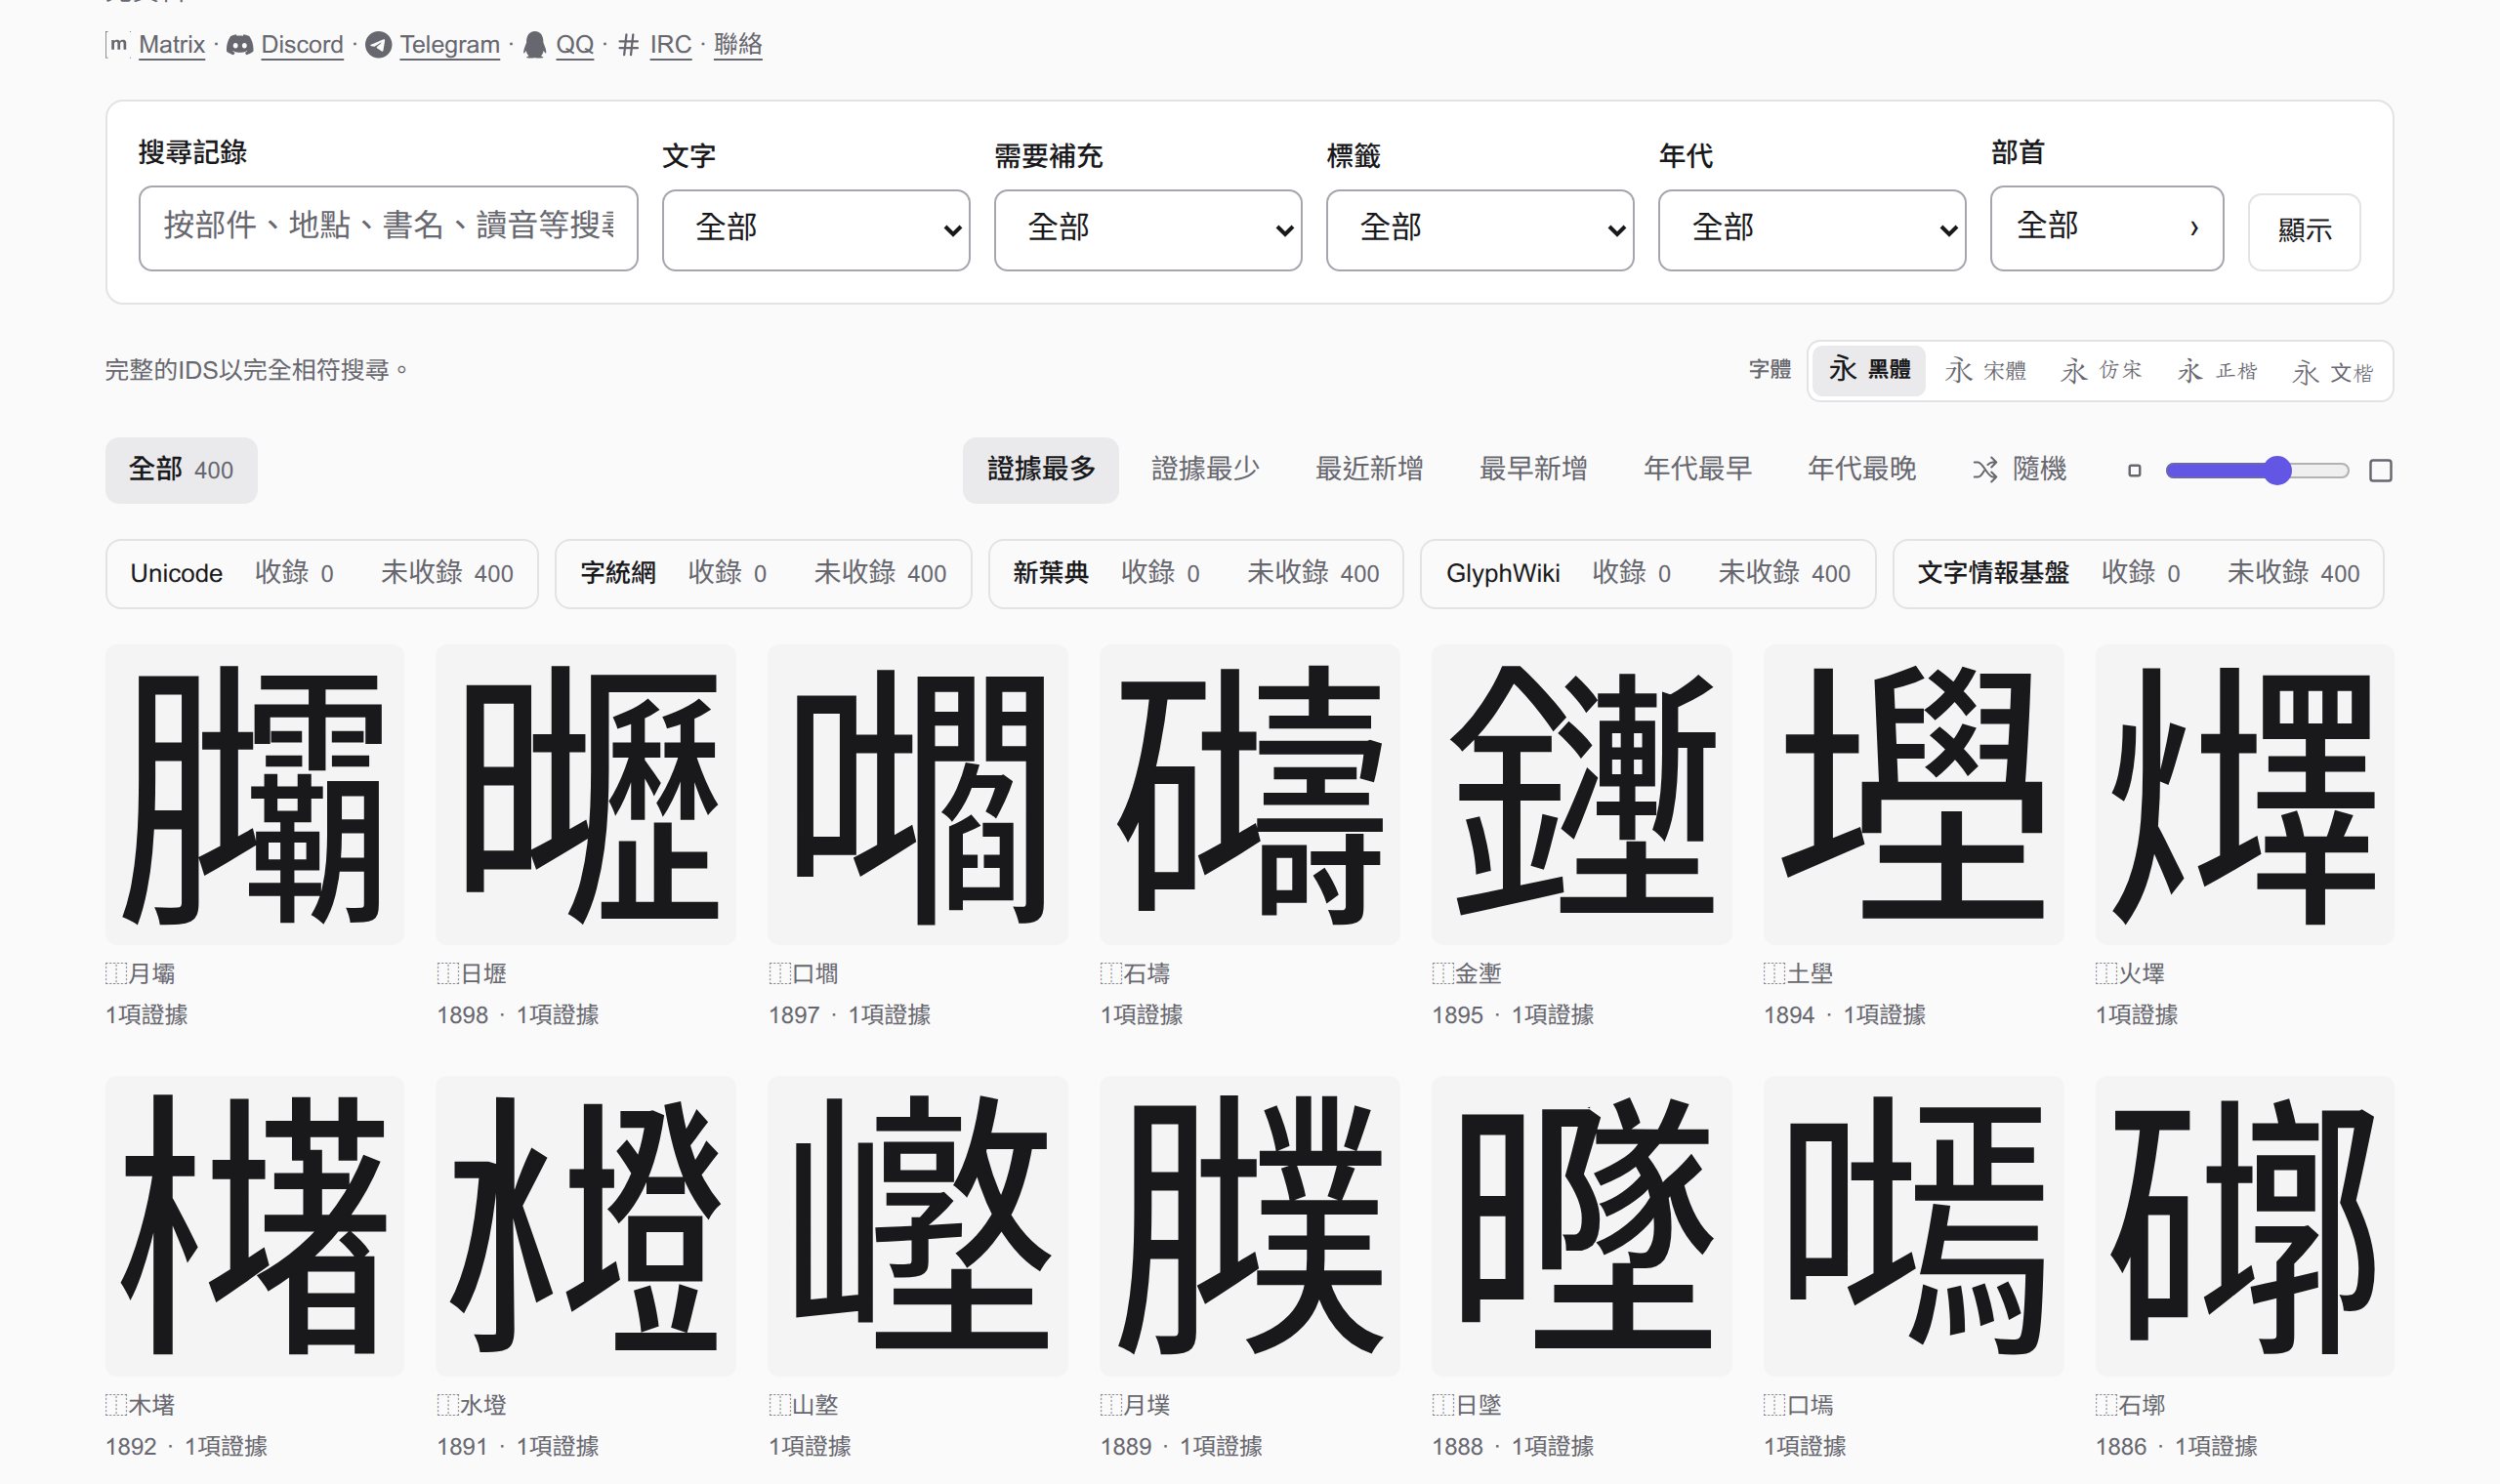 Matrix · Discord · Telegram · QQ · IRC · 聯絡
搜尋記錄 文字 需要補充 標籤 年代 部首
按部件、地點、書名、讀音等搜 全部 全部 全部 全部 全部 › 顯示
完整的IDS以完全相符搜尋。 字體 永 黑體 永 宋體 永 仿宋 永 正楷 永 文楷
全部 400 證據最多 證據最少 最近新增 最早新增 年代最早 年代最晚 隨機
Unicode 收錄 0 未收錄 400 字統網 收錄 0 未收錄 400 新葉典 收錄 0 未收錄 400 GlyphWiki 收錄 0 未收錄 400 文字情報基盤 收錄 0 未收錄 400
⿰月壩 ⿰日壢 ⿰口壛 ⿰石壔 ⿰金壍 ⿰土壆 ⿰火墿
1項證據 1898 · 1項證據 1897 · 1項證據 1項證據 1895 · 1項證據 1894 · 1項證據 1項證據
⿰木墸 ⿰水墱 ⿰山墪 ⿰月墣 ⿰日墜 ⿰口墕 ⿰石墎
1892 · 1項證據 1891 · 1項證據 1項證據 1889 · 1項證據 1888 · 1項證據 1項證據 1886 · 1項證據